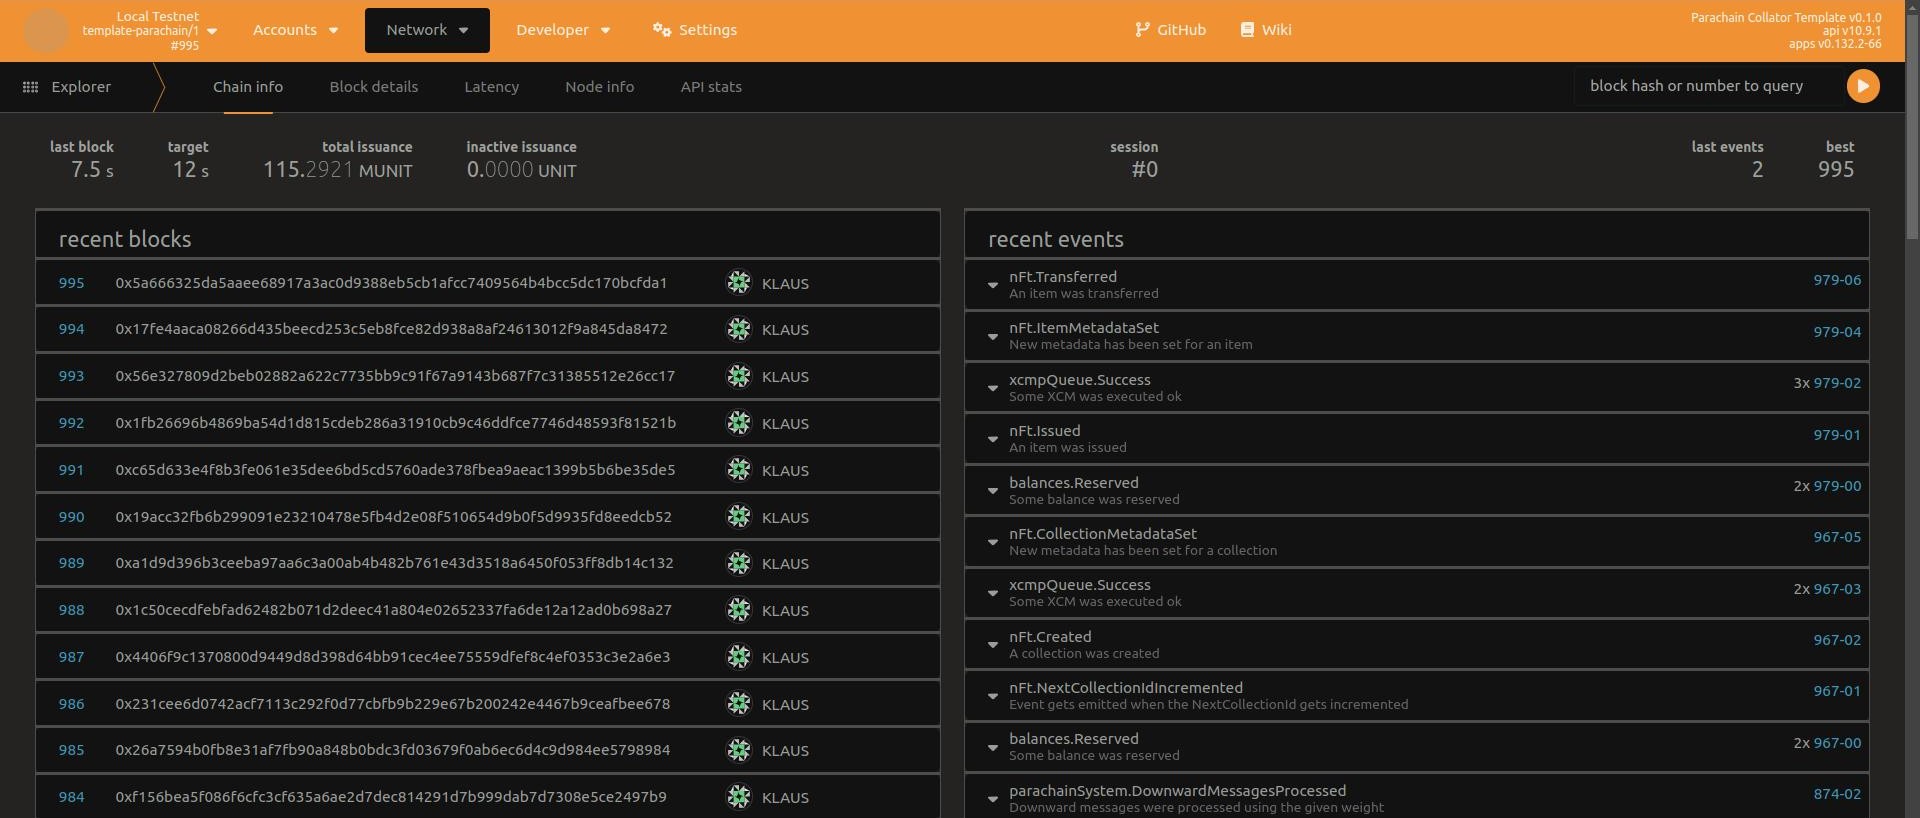 Local Testnet
template-parachain/1
#995
Accounts
Network
Developer
Settings
GitHub
Wiki
Parachain Collator Template v0.1.0
api v10.9.1
apps v0.132.2-66
Explorer
Chain info
Block details
Latency
Node info
API stats
block hash or number to query
last block
7.5 s
target
12 s
total issuance
115.2921 MUNIT
inactive issuance
0.0000 UNIT
session
#0
last events
2
best
995
recent blocks
995 0x5a666325da5aaee68917a3ac0d9388eb5cb1afcc7409564b4bcc5dc170bcfda1 KLAUS
994 0x17fe4aaca08266d435beecd253c5eb8fce82d938a8af24613012f9a845da8472 KLAUS
993 0x56e327809d2beb02882a622c7735bb9c91f67a9143b687f7c31385512e26cc17 KLAUS
992 0x1fb26696b4869ba54d1d815cdeb286a31910cb9c46ddfce7746d48593f81521b KLAUS
991 0xc65d633e4f8b3fe061e35dee6bd5cd5760ade378fbea9aeac1399b5b6be35de5 KLAUS
990 0x19acc32fb6b299091e23210478e5fb4d2e08f510654d9b0f5d9935fd8eedcb52 KLAUS
989 0xa1d9d396b3ceeba97aa6c3a00ab4b482b761e43d3518a6450f053ff8db14c132 KLAUS
988 0x1c50cecdfebfad62482b071d2deec41a804e02652337fa6de12a12ad0b698a27 KLAUS
987 0x4406f9c1370800d9449d8d398d64bb91cec4ee75559dfef8c4ef0353c3e2a6e3 KLAUS
986 0x231cee6d0742acf7113c292f0d77cbfb9b229e67b200242e4467b9ceafbee678 KLAUS
985 0x26a7594b0fb8e31af7fb90a848b0bdc3fd03679f0ab6ec6d4c9d984ee5798984 KLAUS
984 0xf156bea5f086f6cfc3cf635a6ae2d7dec814291d7b999dab7d7308e5ce2497b9 KLAUS
recent events
nFt.Transferred 979-06
An item was transferred
nFt.ItemMetadataSet 979-04
New metadata has been set for an item
xcmpQueue.Success 3x 979-02
Some XCM was executed ok
nFt.Issued 979-01
An item was issued
balances.Reserved 2x 979-00
Some balance was reserved
nFt.CollectionMetadataSet 967-05
New metadata has been set for a collection
xcmpQueue.Success 2x 967-03
Some XCM was executed ok
nFt.Created 967-02
A collection was created
nFt.NextCollectionIdIncremented 967-01
Event gets emitted when the NextCollectionId gets incremented
balances.Reserved 2x 967-00
Some balance was reserved
parachainSystem.DownwardMessagesProcessed 874-02
Downward messages were processed using the given weight